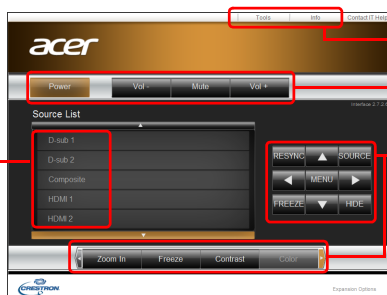 Tools Info Contact IT Help
acer
Power Vol - Mute Vol +
Interface 2.7.2
Source List
D-sub 1
D-sub 2
Composite
HDMI 1
HDMI 2
RESYNC SOURCE
MENU
FREEZE HIDE
Zoom In Freeze Contrast Color
CRESTRON
Expansion Options